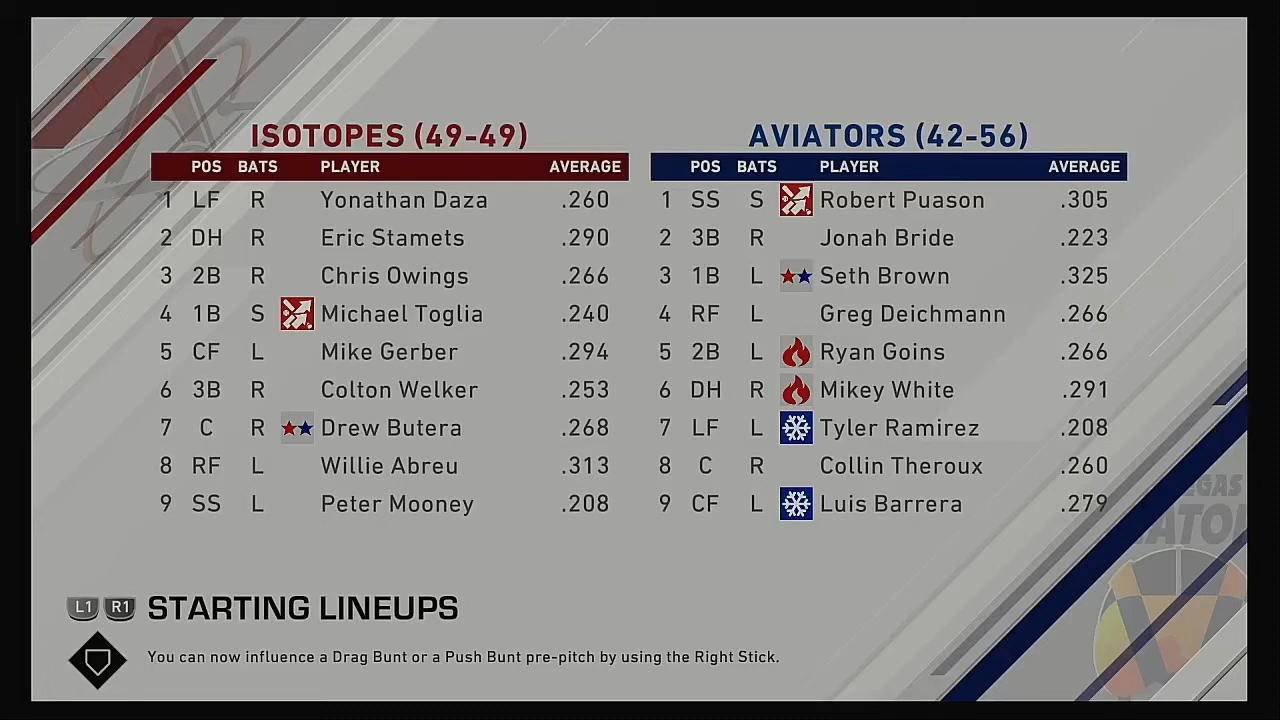 ISOTOPES (49-49)
POS BATS PLAYER AVERAGE
1 LF R Yonathan Daza .260
2 DH R Eric Stamets .290
3 2B R Chris Owings .266
4 1B S Michael Toglia .240
5 CF L Mike Gerber .294
6 3B R Colton Welker .253
7 C R Drew Butera .268
8 RF L Willie Abreu .313
9 SS L Peter Mooney .208
AVIATORS (42-56)
POS BATS PLAYER AVERAGE
1 SS S Robert Puason .305
2 3B R Jonah Bride .223
3 1B L Seth Brown .325
4 RF L Greg Deichmann .266
5 2B L Ryan Goins .266
6 DH R Mikey White .291
7 LF L Tyler Ramirez .208
8 C R Collin Theroux .260
9 CF L Luis Barrera .279
L1 R1 STARTING LINEUPS
You can now influence a Drag Bunt or a Push Bunt pre-pitch by using the Right Stick.